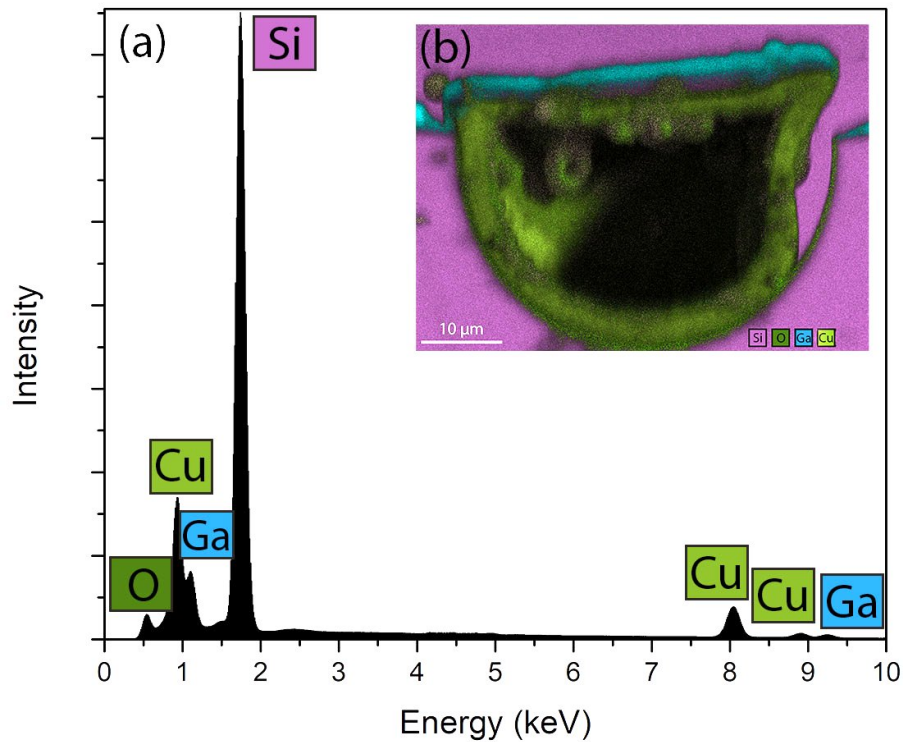 (a)
Si
(b)
10 µm
Si O Ga Cu
Cu
Ga
O
Cu
Cu
Ga
Intensity
0 1 2 3 4 5 6 7 8 9 10
Energy (keV)